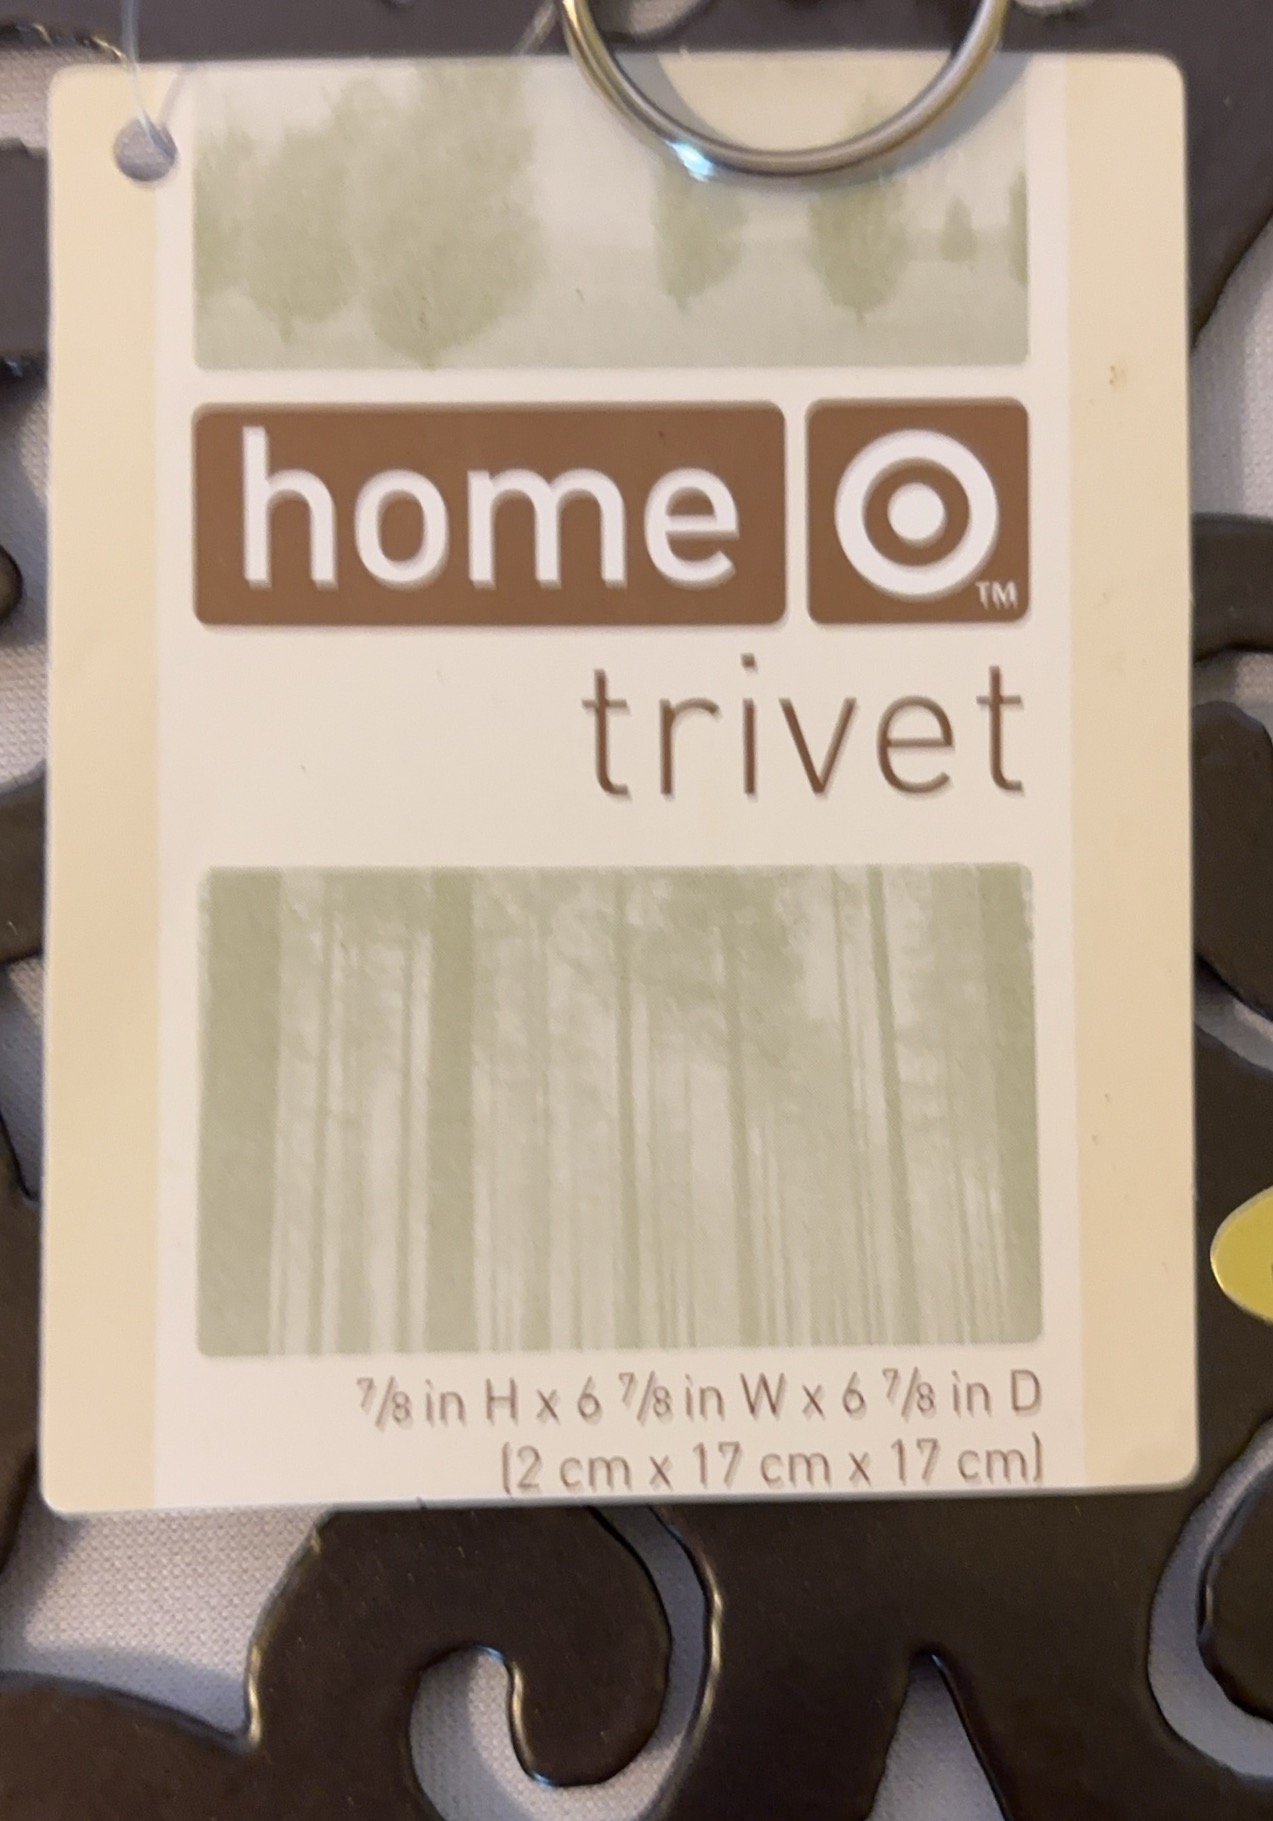 home
TM
trivet
7/8 in H x 6 7/8 in W x 6 7/8 in D
(2 cm x 17 cm x 17 cm)